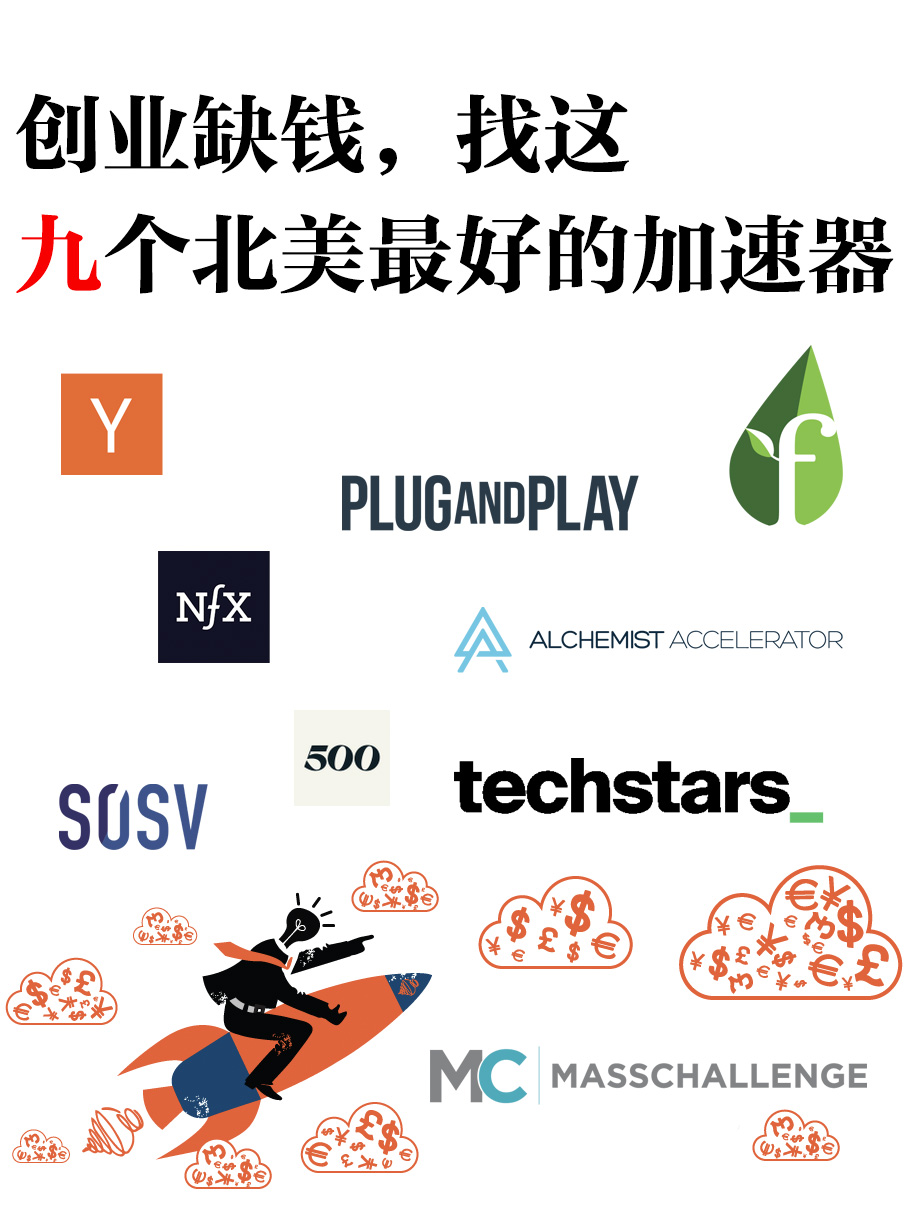 创业缺钱，找这
九个北美最好的加速器
Y
f
PLUGANDPLAY
NfX
ALCHEMIST ACCELERATOR
500
techstars_
SOSV
MC MASSCHALLENGE